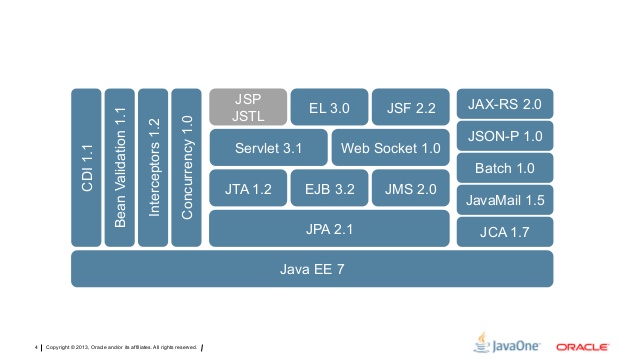 CDI 1.1
Bean Validation 1.1
Interceptors 1.2
Concurrency 1.0
JSP
JSTL
EL 3.0
JSF 2.2
Servlet 3.1
Web Socket 1.0
JTA 1.2
EJB 3.2
JMS 2.0
JPA 2.1
JAX-RS 2.0
JSON-P 1.0
Batch 1.0
JavaMail 1.5
JCA 1.7
Java EE 7
4
Copyright © 2013, Oracle and/or its affiliates. All rights reserved.
JavaOne™
ORACLE